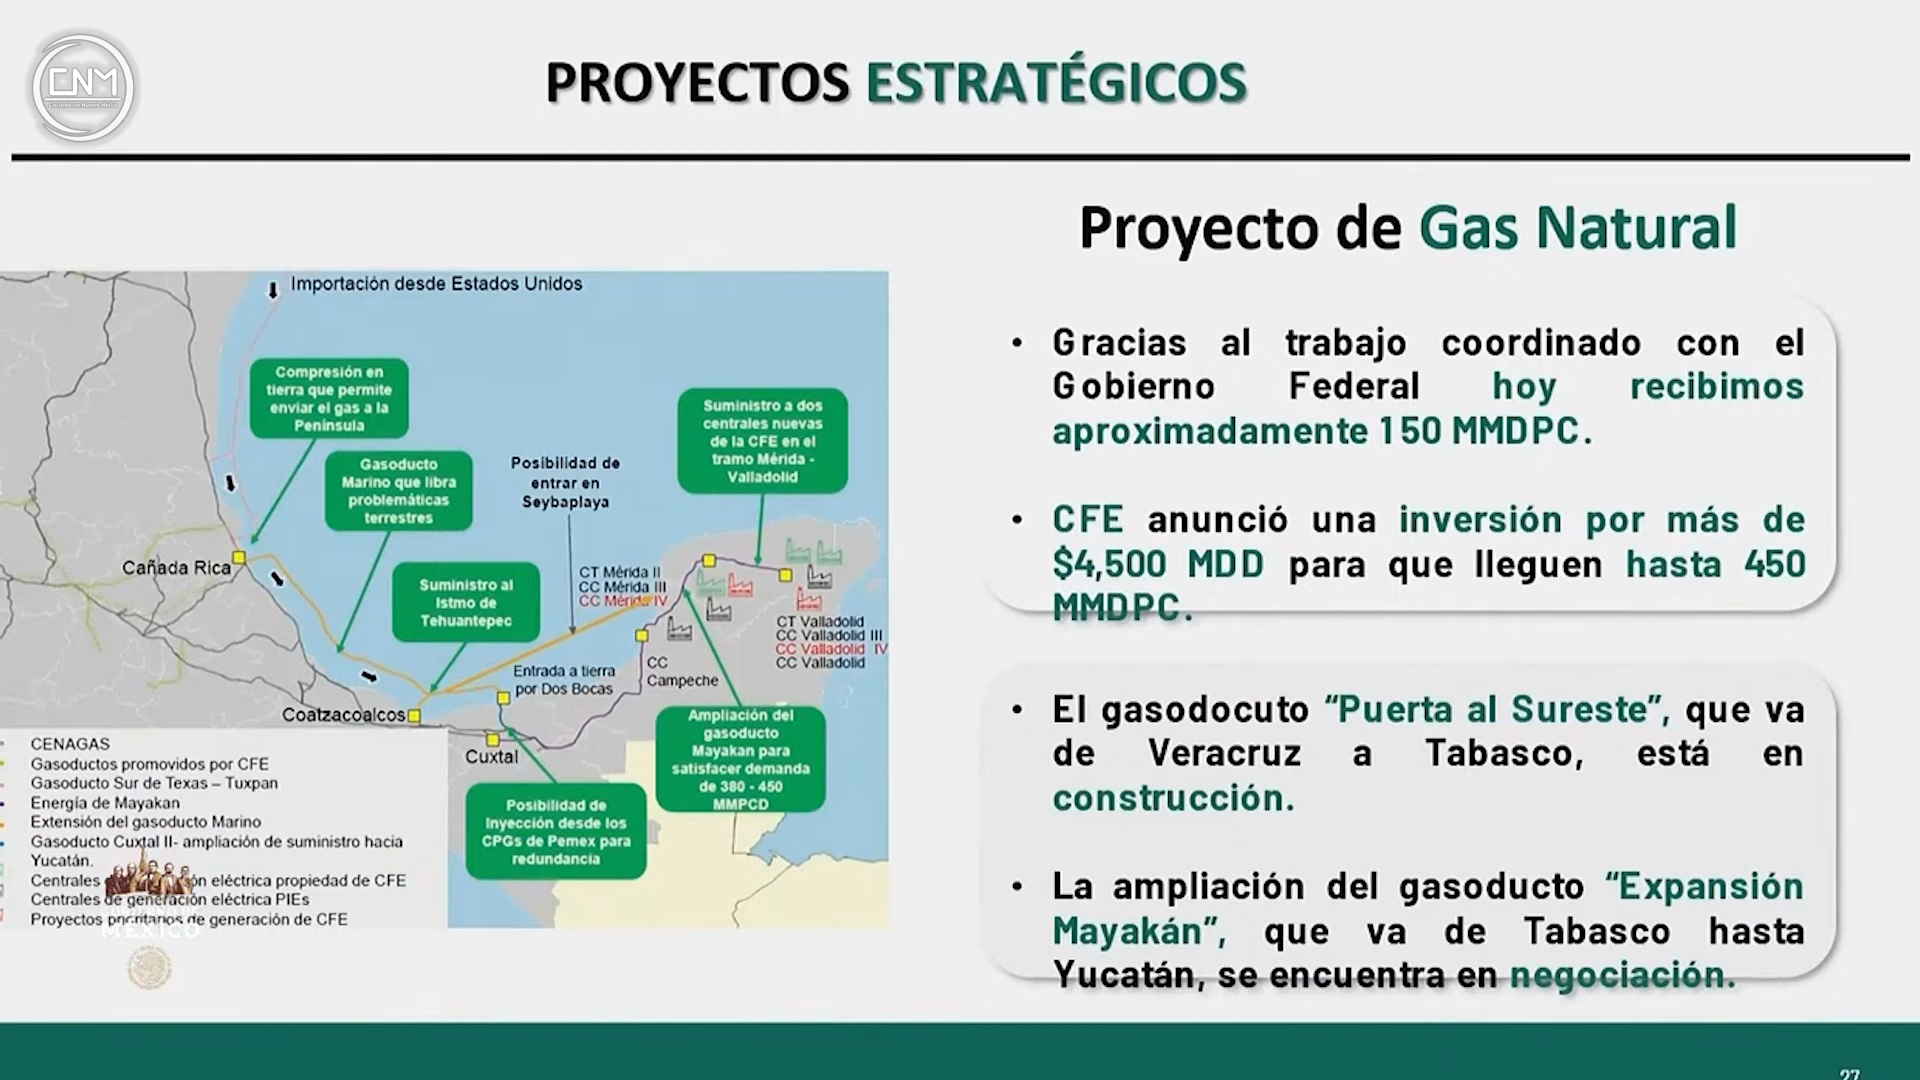 CNM
PROYECTOS ESTRATÉGICOS
Proyecto de Gas Natural
Importación desde Estados Unidos
Compresión en
tierra que permite
enviar el gas a la
Península
Gasoducto
Marino que libra
problemáticas
terrestres
Posibilidad de
entrar en
Seybaplaya
Suministro a dos
centrales nuevas
de la CFE en el
tramo Mérida -
Valladolid
Cañada Rica
Suministro al
Istmo de
Tehuantepec
CT Mérida II
CC Mérida III
CC Mérida IV
CT Valladolid
CC Valladolid III
CC Valladolid IV
CC Valladolid
CC
Campeche
Entrada a tierra
por Dos Bocas
Coatzacoalcos
Cuxtal
Ampliación del
gasoducto
Mayakan para
satisfacer demanda
de 380 - 450
MMPCD
Posibilidad de
Inyección desde los
CPGs de Pemex para
redundancia
CENAGAS
Gasoductos promovidos por CFE
Gasoducto Sur de Texas – Tuxpan
Energía de Mayakan
Extensión del gasoducto Marino
Gasoducto Cuxtal II- ampliación de suministro hacia
Yucatán.
Centrales ón eléctrica propiedad de CFE
Centrales de generación eléctrica PIEs
Proyectos prioritarios de generación de CFE
MÉXICO
• Gracias al trabajo coordinado con el
Gobierno Federal hoy recibimos
aproximadamente 150 MMDPC.
• CFE anunció una inversión por más de
$4,500 MDD para que lleguen hasta 450
MMDPC.
• El gasodocuto “Puerta al Sureste”, que va
de Veracruz a Tabasco, está en
construcción.
• La ampliación del gasoducto “Expansión
Mayakán”, que va de Tabasco hasta
Yucatán, se encuentra en negociación.
27